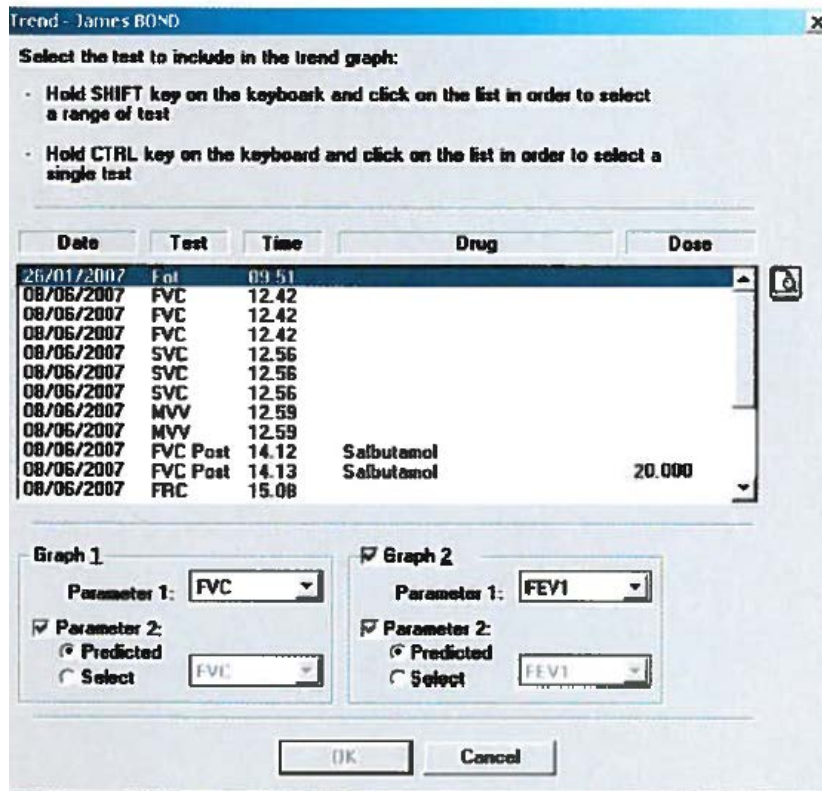 Trend - James BOND
Select the test to include in the trend graph:
- Hold SHIFT key on the keyboark and click on the list in order to select
a range of test
- Hold CTRL key on the keyboard and click on the list in order to select a
single test
Date Test Time Drug Dose
26/01/2007 Fot 09.51
08/06/2007 FVC 12.42
08/06/2007 FVC 12.42
08/06/2007 FVC 12.42
08/06/2007 SVC 12.56
08/06/2007 SVC 12.56
08/06/2007 SVC 12.56
08/06/2007 MVV 12.59
08/06/2007 MVV 12.59
08/06/2007 FVC Post 14.12 Salbutamol
08/06/2007 FVC Post 14.13 Salbutamol 20.000
08/06/2007 FRC 15.08
Graph 1
Parameter 1: FVC
Parameter 2:
Predicted
Select FVC
Graph 2
Parameter 1: FEV1
Parameter 2:
Predicted
Select FEV1
OK Cancel